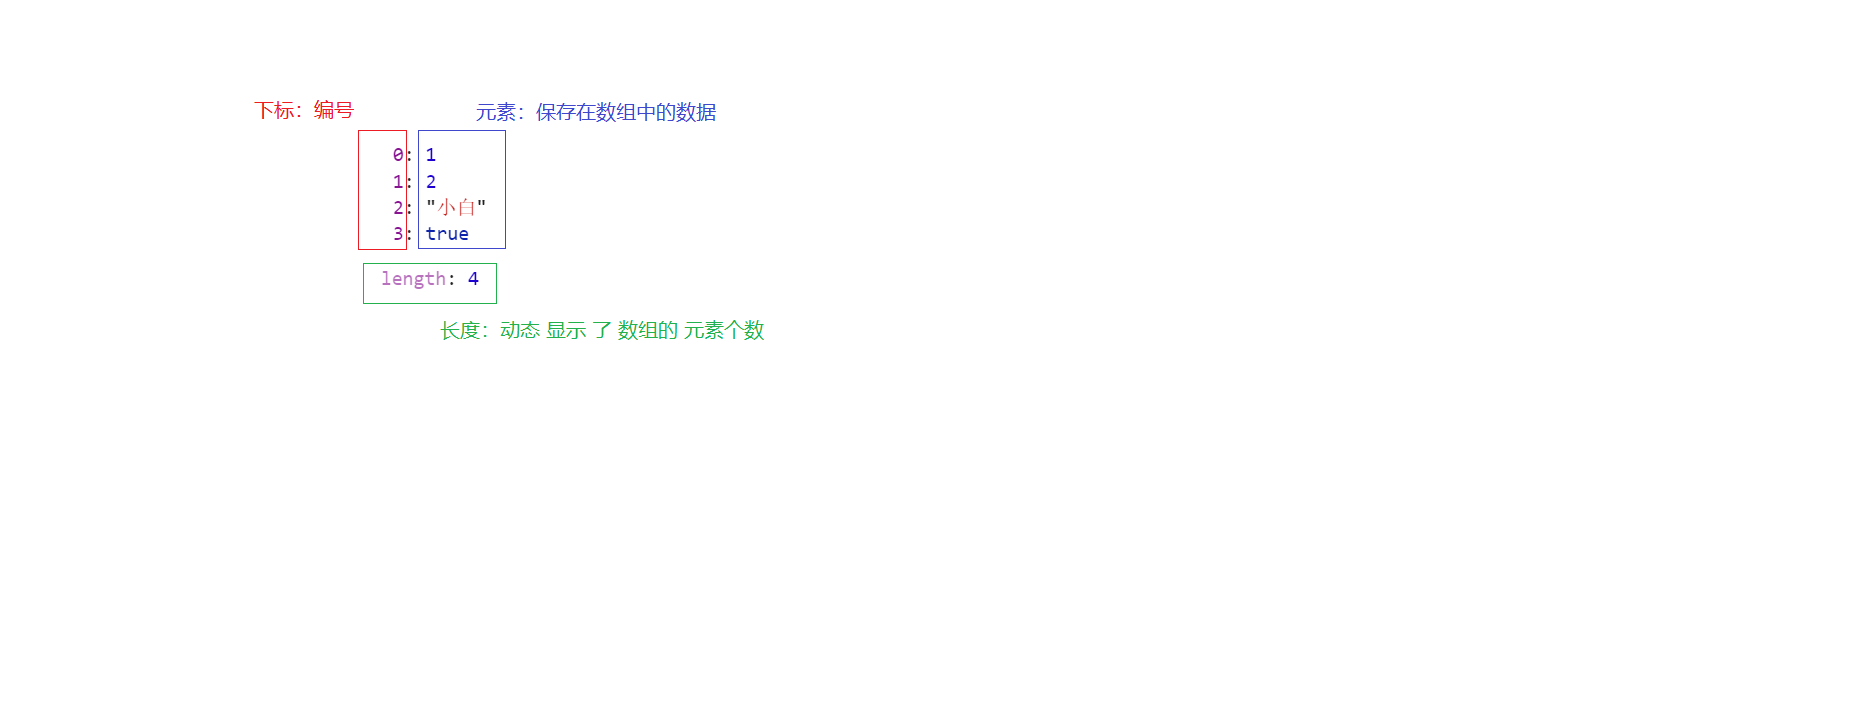 下标：编号
元素：保存在数组中的数据
0: 1
1: 2
2: "小白"
3: true
length: 4
长度：动态 显示 了 数组的 元素个数